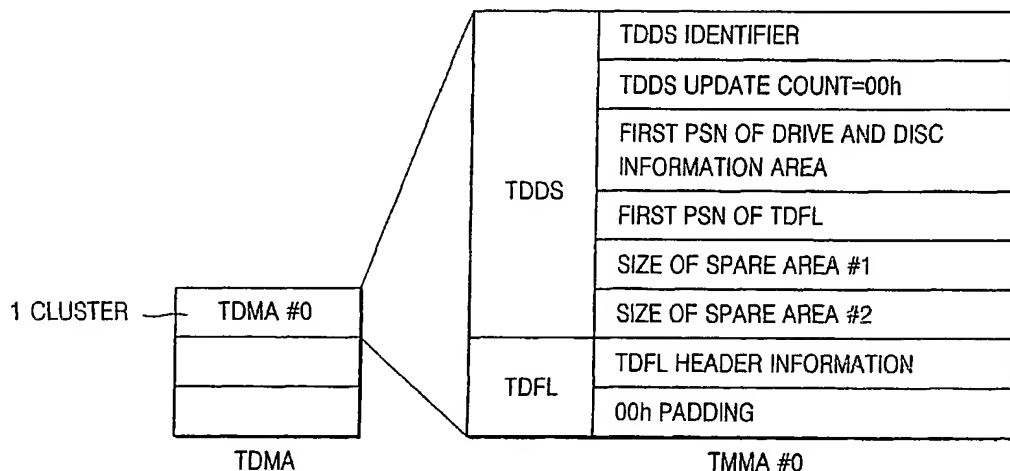 TDDS IDENTIFIER
TDDS UPDATE COUNT=00h
FIRST PSN OF DRIVE AND DISC
INFORMATION AREA
TDDS
FIRST PSN OF TDFL
SIZE OF SPARE AREA #1
1 CLUSTER
TDMA #0
SIZE OF SPARE AREA #2
TDFL
TDFL HEADER INFORMATION
00h PADDING
TDMA
TMMA #0